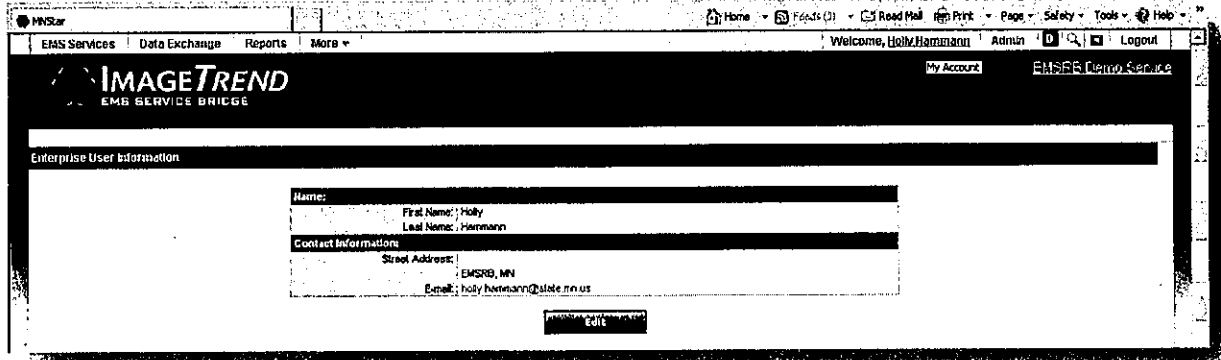 MNStar
Home Feeds (1) Read Mail Print Page Safety Tools Help »
EMS Services Data Exchange Reports More
Welcome, Holly Hammann Admin D Logout
IMAGETREND
EMS SERVICE BRIDGE
My Account EMSRB Demo Service
Enterprise User Information
Name:
First Name: Holly
Last Name: Hammann
Contact Information:
Street Address:
EMSRB, MN
E-mail: holly.hammann@state.mn.us
Edit